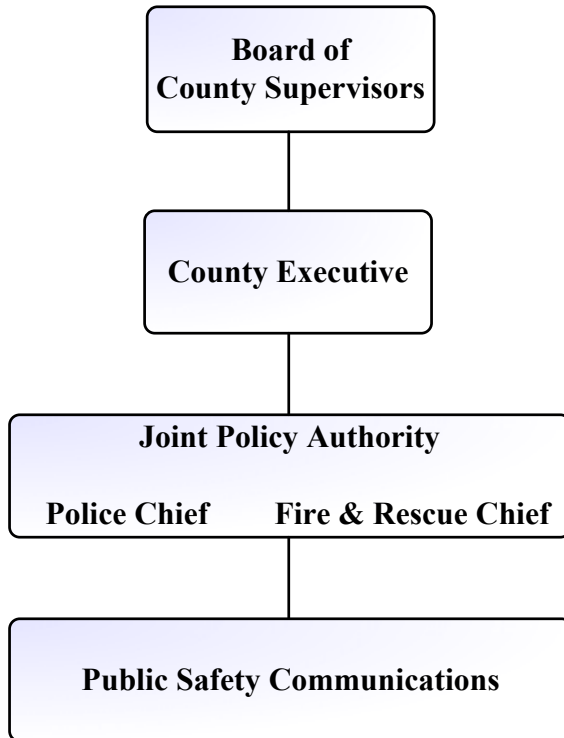 Board of
County Supervisors
County Executive
Joint Policy Authority
Police Chief Fire & Rescue Chief
Public Safety Communications